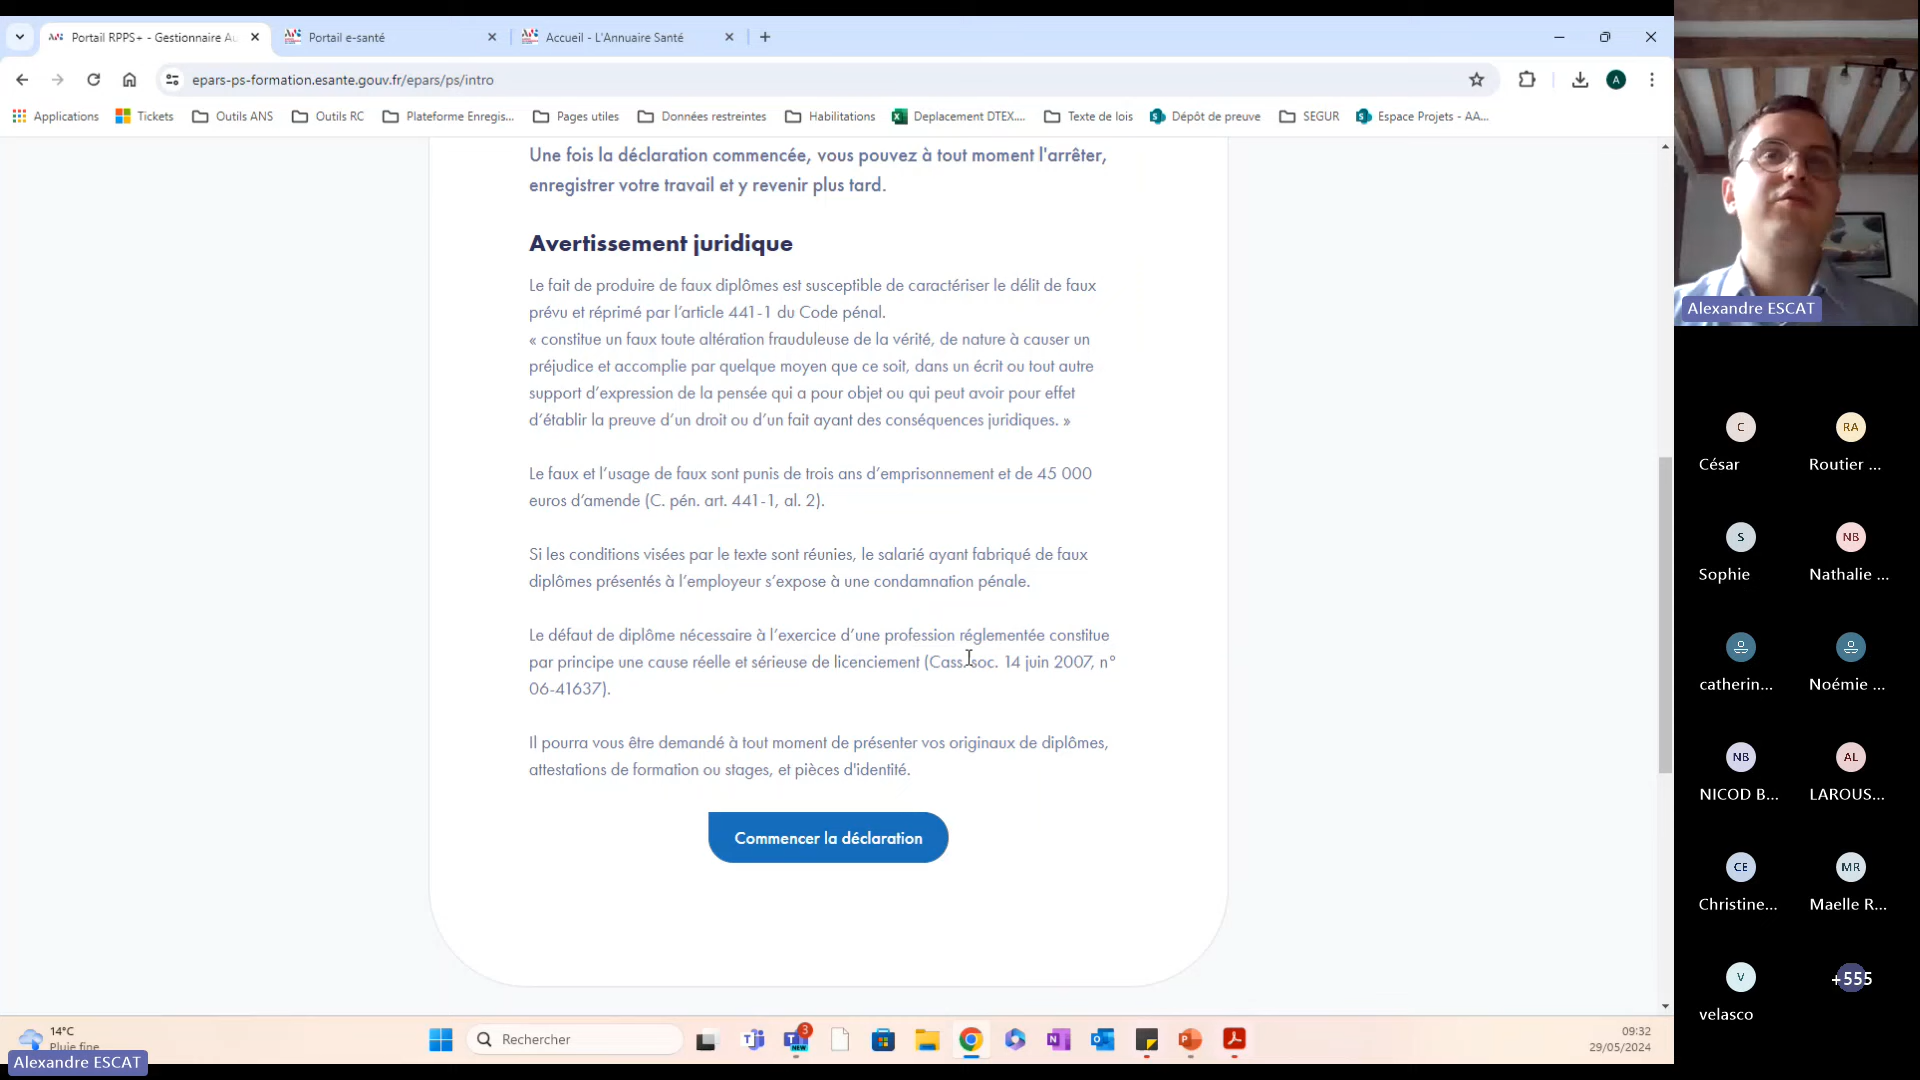 Portail RPPS+ - Gestionnaire Au
Portail e-santé
Accueil - L'Annuaire Santé
epars-ps-formation.esante.gouv.fr/epars/ps/intro
A
Applications
Tickets
Outils ANS
Outils RC
Plateforme Enregis...
Pages utiles
Données restreintes
Habilitations
Deplacement DTEX....
Texte de lois
Dépôt de preuve
SEGUR
Espace Projets - AA...
Une fois la déclaration commencée, vous pouvez à tout moment l'arrêter,
enregistrer votre travail et y revenir plus tard.
Avertissement juridique
Le fait de produire de faux diplômes est susceptible de caractériser le délit de faux
prévu et réprimé par l’article 441-1 du Code pénal.
« constitue un faux toute altération frauduleuse de la vérité, de nature à causer un
préjudice et accomplie par quelque moyen que ce soit, dans un écrit ou tout autre
support d’expression de la pensée qui a pour objet ou qui peut avoir pour effet
d’établir la preuve d’un droit ou d’un fait ayant des conséquences juridiques. »
Le faux et l’usage de faux sont punis de trois ans d’emprisonnement et de 45 000
euros d’amende (C. pén. art. 441-1, al. 2).
Si les conditions visées par le texte sont réunies, le salarié ayant fabriqué de faux
diplômes présentés à l’employeur s’expose à une condamnation pénale.
Le défaut de diplôme nécessaire à l’exercice d’une profession réglementée constitue
par principe une cause réelle et sérieuse de licenciement (Cass. soc. 14 juin 2007, n°
06-41637).
Il pourra vous être demandé à tout moment de présenter vos originaux de diplômes,
attestations de formation ou stages, et pièces d'identité.
Commencer la déclaration
Alexandre ESCAT
C
RA
César
Routier ...
S
NB
Sophie
Nathalie ...
catherin...
Noémie ...
NB
AL
NICOD B...
LAROUS...
CE
MR
Christine...
Maelle R...
V
+555
velasco
14°C
Pluie fine
Alexandre ESCAT
Rechercher
3
NEW
09:32
29/05/2024